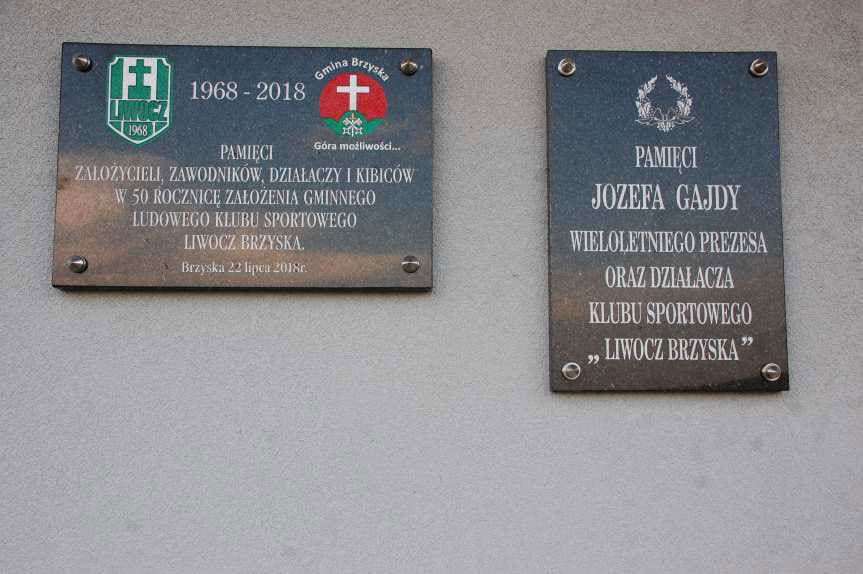 LIWOCZ
1968
1968 - 2018
Gmina Brzyska
Góra możliwości...
PAMIĘCI
ZAŁOŻYCIELI, ZAWODNIKÓW, DZIAŁACZY I KIBICÓW
W 50 ROCZNICĘ ZAŁOŻENIA GMINNEGO
LUDOWEGO KLUBU SPORTOWEGO
LIWOCZ BRZYSKA.
Brzyska 22 lipca 2018r.
PAMIĘCI
JÓZEFA GAJDY
WIELOLETNIEGO PREZESA
ORAZ DZIAŁACZA
KLUBU SPORTOWEGO
„LIWOCZ BRZYSKA”